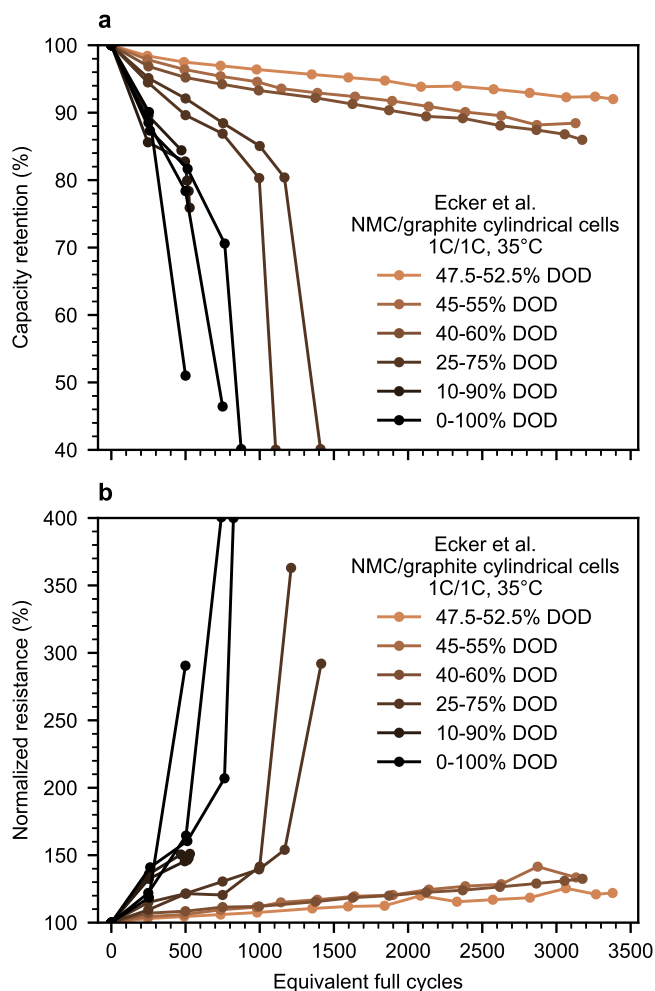 a
100
90
80
70
60
50
40
Capacity retention (%)
Ecker et al.
NMC/graphite cylindrical cells
1C/1C, 35°C
47.5-52.5% DOD
45-55% DOD
40-60% DOD
25-75% DOD
10-90% DOD
0-100% DOD
b
400
350
300
250
200
150
100
Normalized resistance (%)
Ecker et al.
NMC/graphite cylindrical cells
1C/1C, 35°C
47.5-52.5% DOD
45-55% DOD
40-60% DOD
25-75% DOD
10-90% DOD
0-100% DOD
0 500 1000 1500 2000 2500 3000 3500
Equivalent full cycles